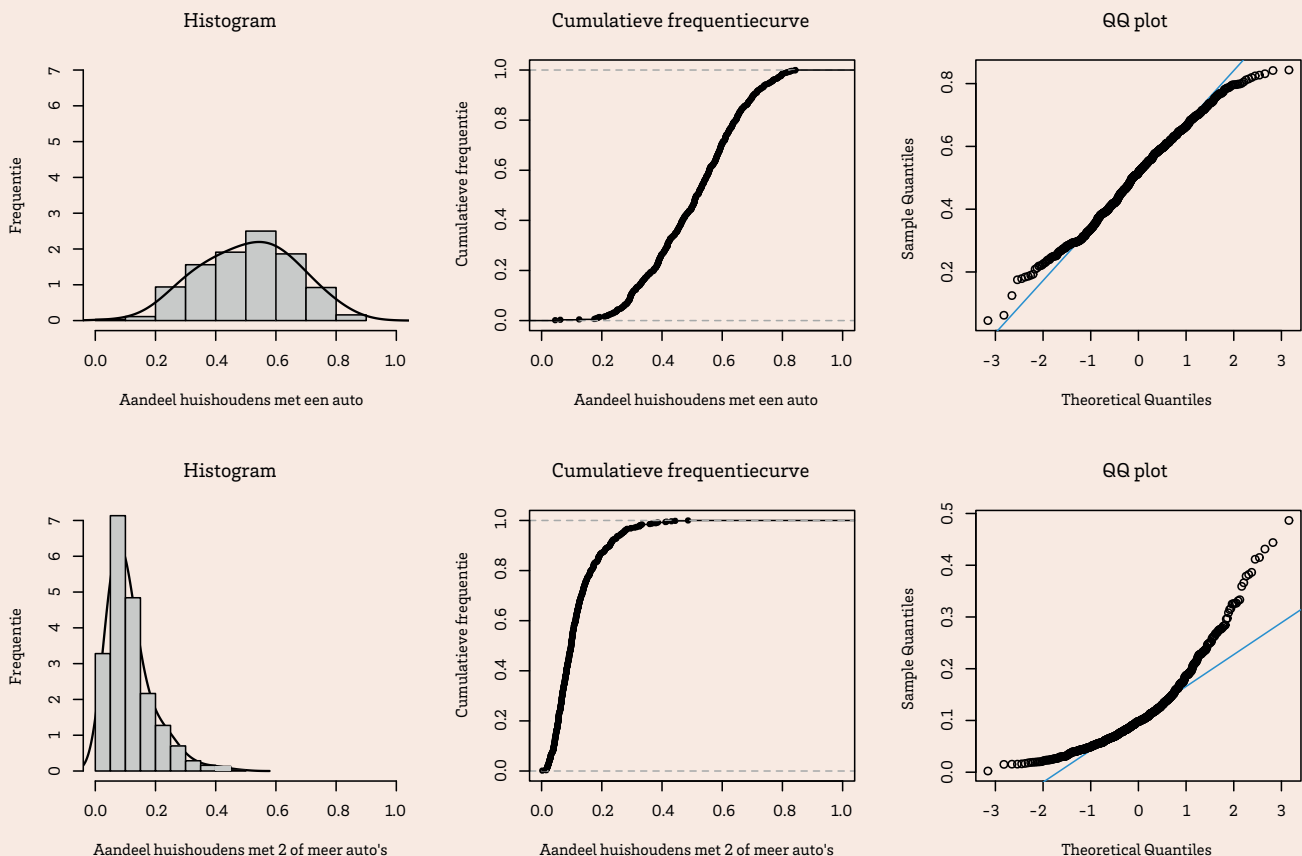 Histogram
Frequentie
7
6
5
4
3
2
1
0
0.0 0.2 0.4 0.6 0.8 1.0
Aandeel huishoudens met een auto
Cumulatieve frequentiecurve
Cumulatieve frequentie
1.0
0.8
0.6
0.4
0.2
0.0
0.0 0.2 0.4 0.6 0.8 1.0
Aandeel huishoudens met een auto
QQ plot
Sample Quantiles
0.8
0.6
0.4
0.2
-3 -2 -1 0 1 2 3
Theoretical Quantiles
Histogram
Frequentie
7
6
5
4
3
2
1
0
0.0 0.2 0.4 0.6 0.8 1.0
Aandeel huishoudens met 2 of meer auto's
Cumulatieve frequentiecurve
Cumulatieve frequentie
1.0
0.8
0.6
0.4
0.2
0.0
0.0 0.2 0.4 0.6 0.8 1.0
Aandeel huishoudens met 2 of meer auto's
QQ plot
Sample Quantiles
0.5
0.4
0.3
0.2
0.1
0.0
-3 -2 -1 0 1 2 3
Theoretical Quantiles